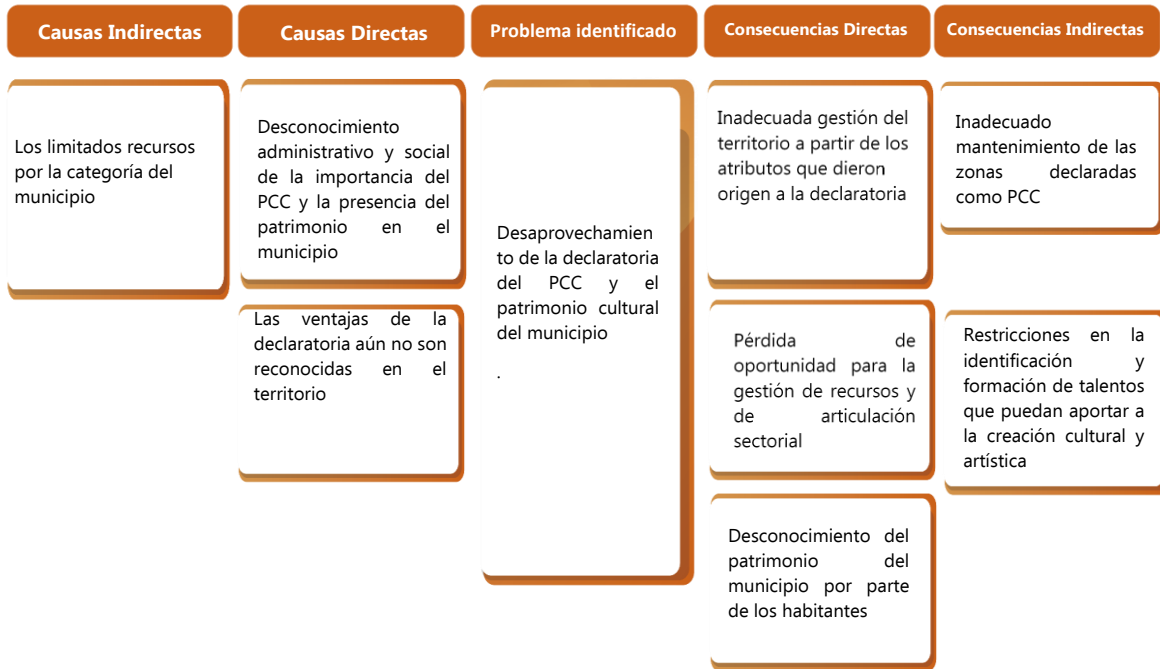 Causas Indirectas
Causas Directas
Problema identificado
Consecuencias Directas
Consecuencias Indirectas
Los limitados recursos
por la categoría del
municipio
Desconocimiento
administrativo y social
de la importancia del
PCC y la presencia del
patrimonio en el
municipio
Las ventajas de la
declaratoria aún no son
reconocidas en el
territorio
Desaprovechamien
to de la declaratoria
del PCC y el
patrimonio cultural
del municipio
.
Inadecuada gestión del
territorio a partir de los
atributos que dieron
origen a la declaratoria
Pérdida de
oportunidad para la
gestión de recursos y
de articulación
sectorial
Desconocimiento del
patrimonio del
municipio por parte
de los habitantes
Inadecuado
mantenimiento de las
zonas declaradas
como PCC
Restricciones en la
identificación y
formación de talentos
que puedan aportar a
la creación cultural y
artística